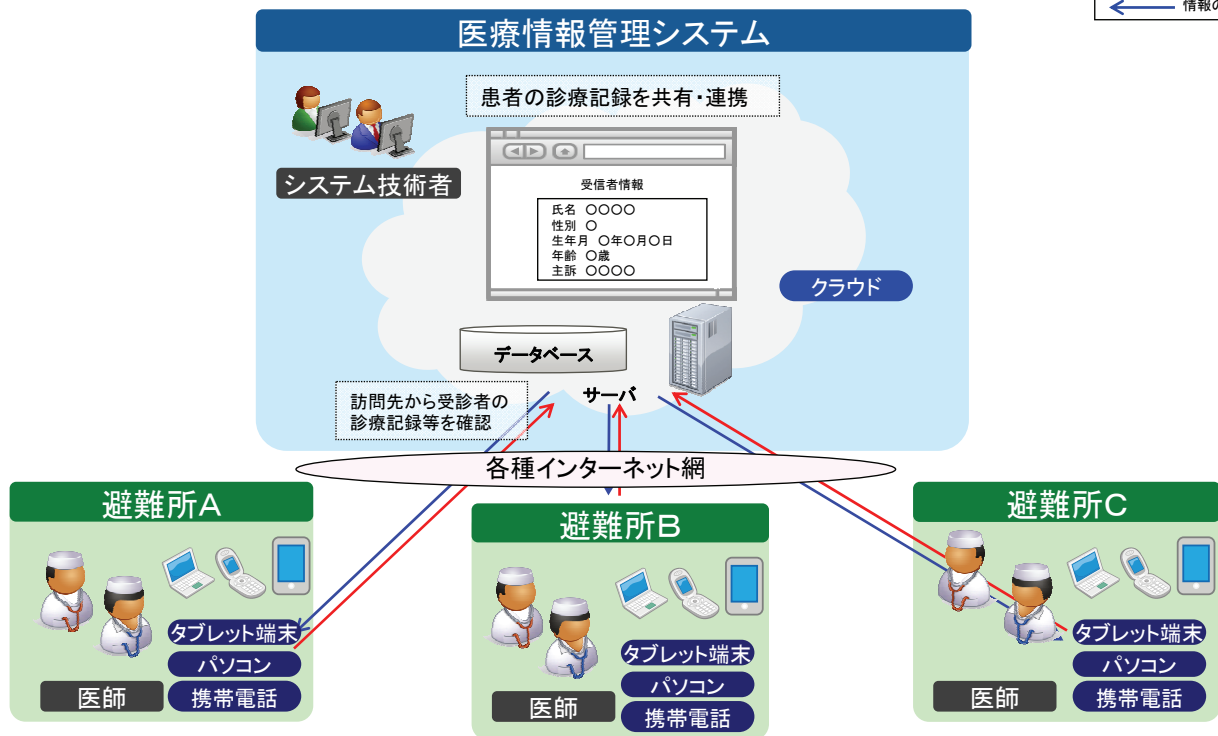 情報の
医療情報管理システム
患者の診療記録を共有・連携
システム技術者
受信者情報
氏名 〇〇〇〇
性別 〇
生年月 〇年〇月〇日
年齢 〇歳
主訴 〇〇〇〇
クラウド
データベース
サーバ
訪問先から受診者の
診療記録等を確認
各種インターネット網
避難所A
タブレット端末
パソコン
携帯電話
医師
避難所B
タブレット端末
パソコン
携帯電話
医師
避難所C
タブレット端末
パソコン
携帯電話
医師